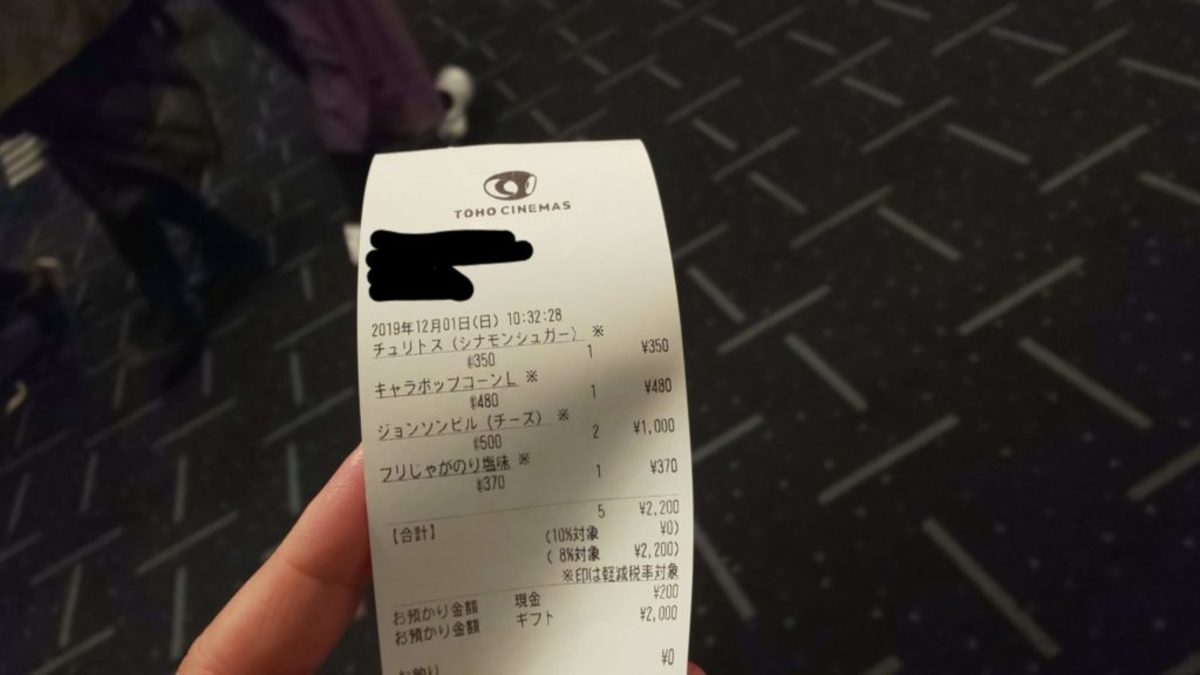 TOHO CINEMAS
2019年12月01日(日) 10:32:28
チュリトス (シナモンシュガー) ※
@350 1 ¥350
キャラポップコーンL ※
@480 1 ¥480
ジョンソンビル (チーズ) ※
@500 2 ¥1,000
フリじゃがのり塩味 ※
@370 1 ¥370
【合計】 5 ¥2,200
(10%対象 ¥0)
( 8%対象 ¥2,200)
※印は軽減税率対象
お預かり金額 現金 ¥200
お預かり金額 ギフト ¥2,000
お釣り ¥0